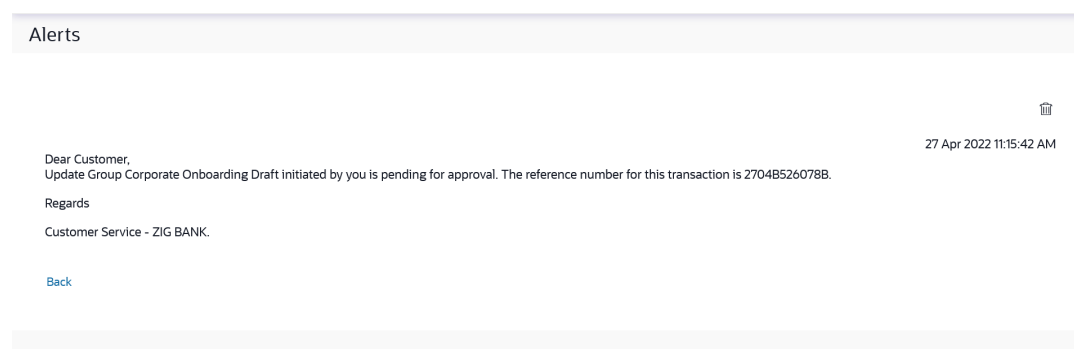 Alerts
27 Apr 2022 11:15:42 AM
Dear Customer,
Update Group Corporate Onboarding Draft initiated by you is pending for approval. The reference number for this transaction is 2704B526078B.
Regards
Customer Service - ZIG BANK.
Back